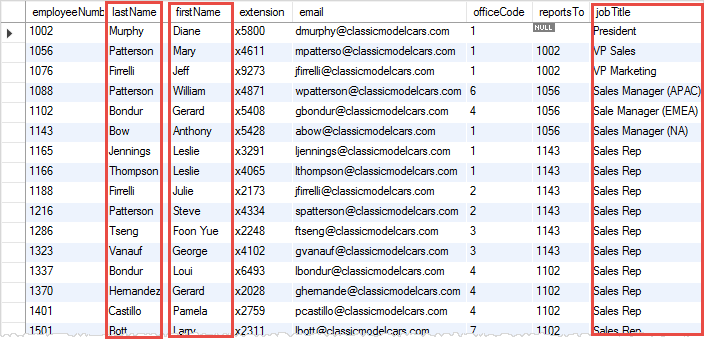 employeeNumb lastName firstName extension email officeCode reportsTo jobTitle
1002 Murphy Diane x5800 dmurphy@classicmodelcars.com 1 NULL President
1056 Patterson Mary x4611 mpatterso@classicmodelcars.com 1 1002 VP Sales
1076 Firrelli Jeff x9273 jfirrelli@classicmodelcars.com 1 1002 VP Marketing
1088 Patterson William x4871 wpatterson@classicmodelcars.com 6 1056 Sales Manager (APAC)
1102 Bondur Gerard x5408 gbondur@classicmodelcars.com 4 1056 Sale Manager (EMEA)
1143 Bow Anthony x5428 abow@classicmodelcars.com 1 1056 Sales Manager (NA)
1165 Jennings Leslie x3291 ljennings@classicmodelcars.com 1 1143 Sales Rep
1166 Thompson Leslie x4065 lthompson@classicmodelcars.com 1 1143 Sales Rep
1188 Firrelli Julie x2173 jfirrelli@classicmodelcars.com 2 1143 Sales Rep
1216 Patterson Steve x4334 spatterson@classicmodelcars.com 2 1143 Sales Rep
1286 Tseng Foon Yue x2248 ftseng@classicmodelcars.com 3 1143 Sales Rep
1323 Vanauf George x4102 gvanauf@classicmodelcars.com 3 1143 Sales Rep
1337 Bondur Loui x6493 lbondur@classicmodelcars.com 4 1102 Sales Rep
1370 Hernandez Gerard x2028 ghernande@classicmodelcars.com 4 1102 Sales Rep
1401 Castillo Pamela x2759 pcastillo@classicmodelcars.com 4 1102 Sales Rep
1501 Bott Larry x2311 lbott@classicmodelcars.com 7 1102 Sales Rep